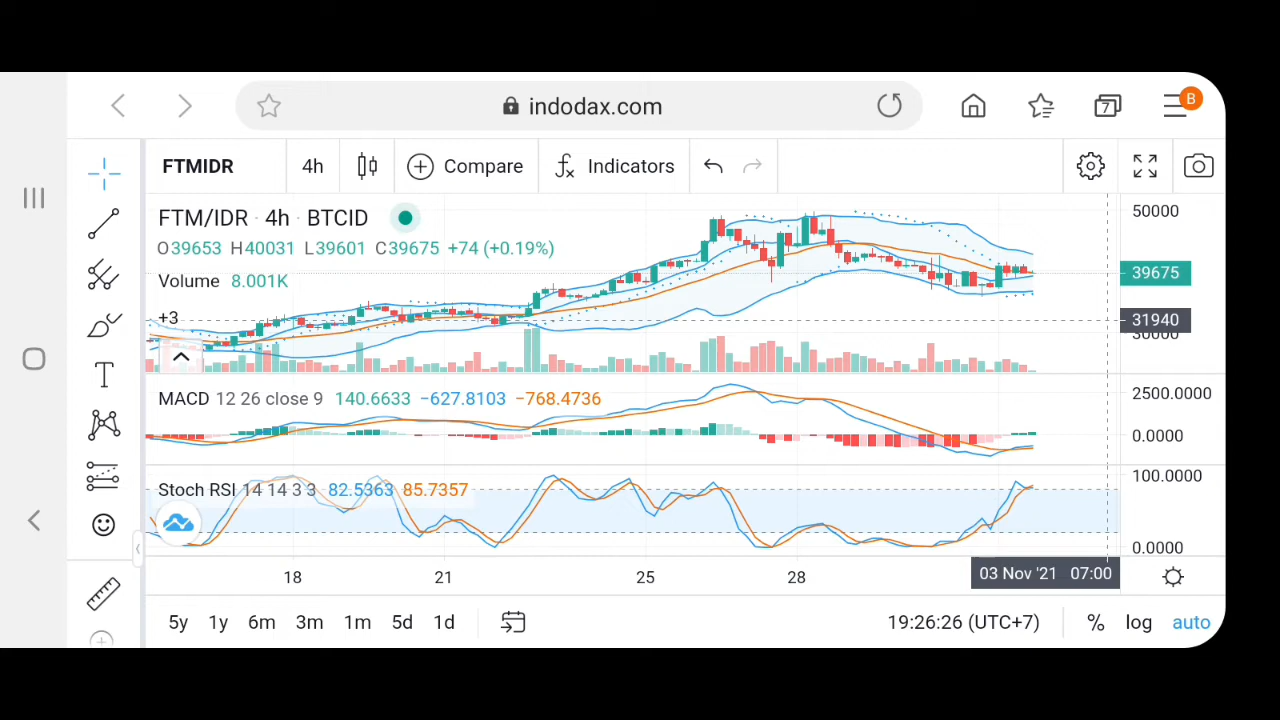 indodax.com
7
B
FTMIDR 4h Compare Indicators
FTM/IDR · 4h · BTCID
O39653 H40031 L39601 C39675 +74 (+0.19%)
Volume 8.001K
+3
50000
39675
31940
30000
MACD 12 26 close 9 140.6633 −627.8103 −768.4736
2500.0000
0.0000
Stoch RSI 14 14 3 3 82.5363 85.7357
100.0000
0.0000
18 21 25 28 03 Nov '21 07:00
5y 1y 6m 3m 1m 5d 1d 19:26:26 (UTC+7) % log auto